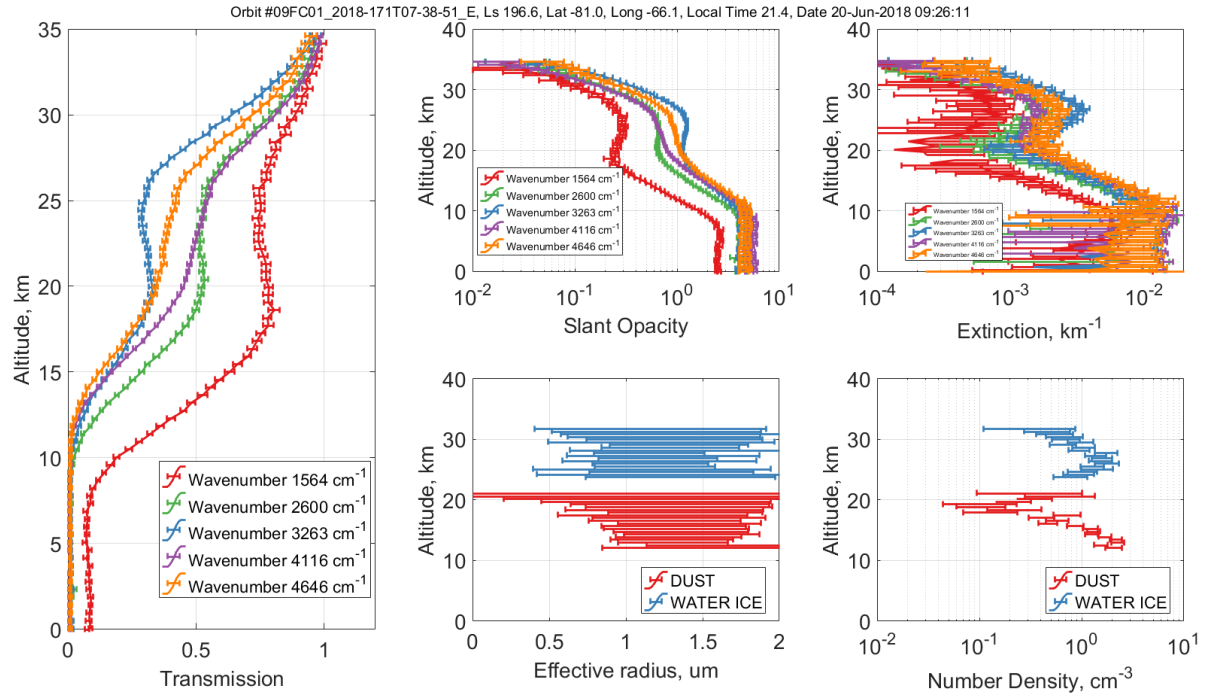 Orbit #09FC01_2018-171T07-38-51_E, Ls 196.6, Lat -81.0, Long -66.1, Local Time 21.4, Date 20-Jun-2018 09:26:11
35
30
25
20
15
10
5
0
Altitude, km
0
0.5
1
Transmission
Wavenumber 1564 cm⁻¹
Wavenumber 2600 cm⁻¹
Wavenumber 3263 cm⁻¹
Wavenumber 4116 cm⁻¹
Wavenumber 4646 cm⁻¹
40
30
20
10
0
Altitude, km
10⁻²
10⁻¹
10⁰
10¹
Slant Opacity
Wavenumber 1564 cm⁻¹
Wavenumber 2600 cm⁻¹
Wavenumber 3263 cm⁻¹
Wavenumber 4116 cm⁻¹
Wavenumber 4646 cm⁻¹
40
30
20
10
0
Altitude, km
10⁻⁴
10⁻³
10⁻²
Extinction, km⁻¹
Wavenumber 1564 cm⁻¹
Wavenumber 2600 cm⁻¹
Wavenumber 3263 cm⁻¹
Wavenumber 4116 cm⁻¹
Wavenumber 4646 cm⁻¹
40
30
20
10
0
Altitude, km
0
0.5
1
1.5
2
Effective radius, um
DUST
WATER ICE
40
30
20
10
0
Altitude, km
10⁻²
10⁻¹
10⁰
10¹
Number Density, cm⁻³
DUST
WATER ICE